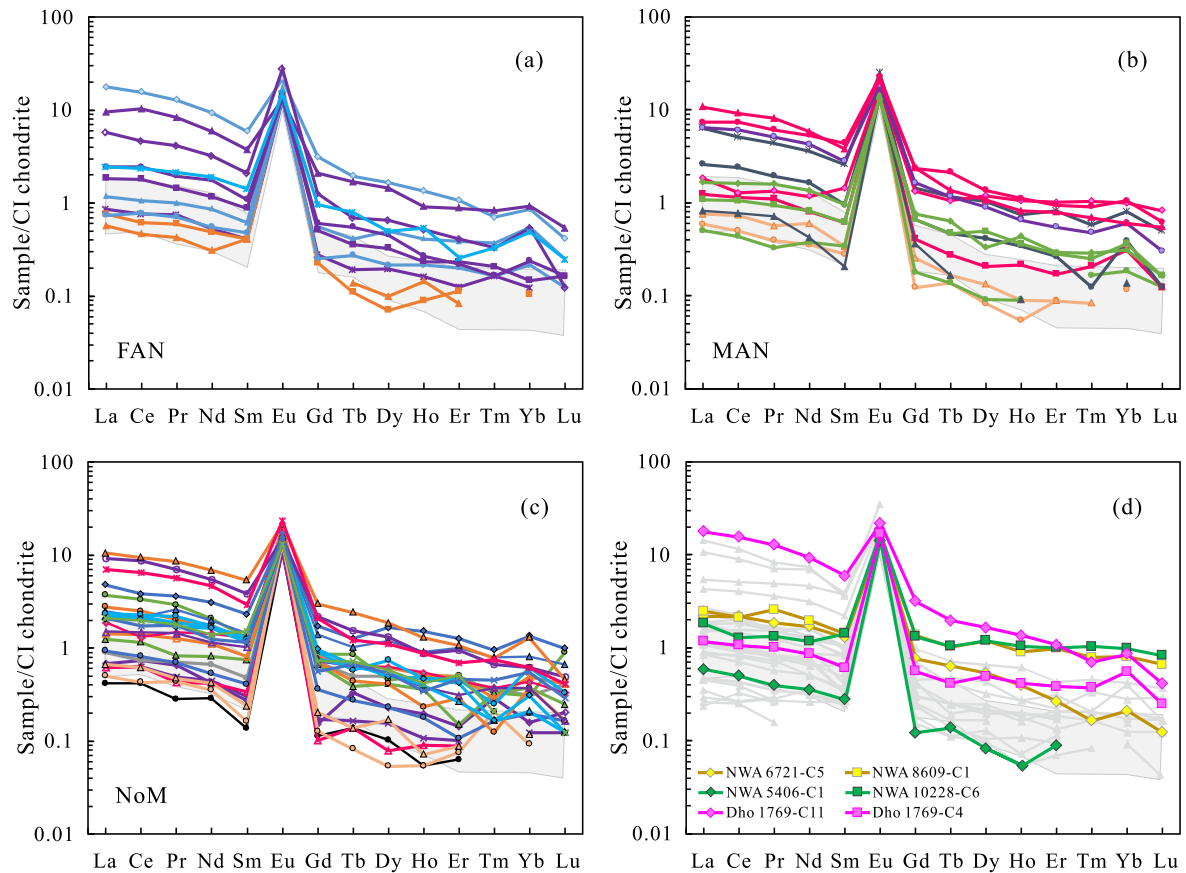 100
10
1
0.1
0.01
Sample/CI chondrite
(a)
FAN
La Ce Pr Nd Sm Eu Gd Tb Dy Ho Er Tm Yb Lu
100
10
1
0.1
0.01
Sample/CI chondrite
(b)
MAN
La Ce Pr Nd Sm Eu Gd Tb Dy Ho Er Tm Yb Lu
100
10
1
0.1
0.01
Sample/CI chondrite
(c)
NoM
La Ce Pr Nd Sm Eu Gd Tb Dy Ho Er Tm Yb Lu
100
10
1
0.1
0.01
Sample/CI chondrite
(d)
NWA 6721-C5 NWA 8609-C1
NWA 5406-C1 NWA 10228-C6
Dho 1769-C11 Dho 1769-C4
La Ce Pr Nd Sm Eu Gd Tb Dy Ho Er Tm Yb Lu